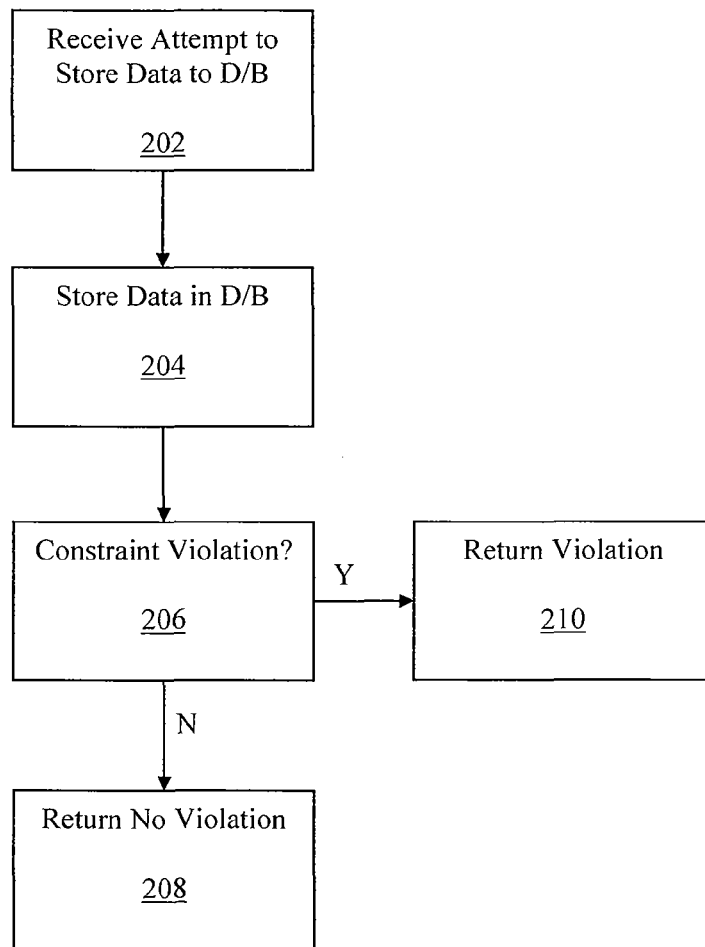 Receive Attempt to
Store Data to D/B
202
Store Data in D/B
204
Constraint Violation?
206
Y
Return Violation
210
N
Return No Violation
208